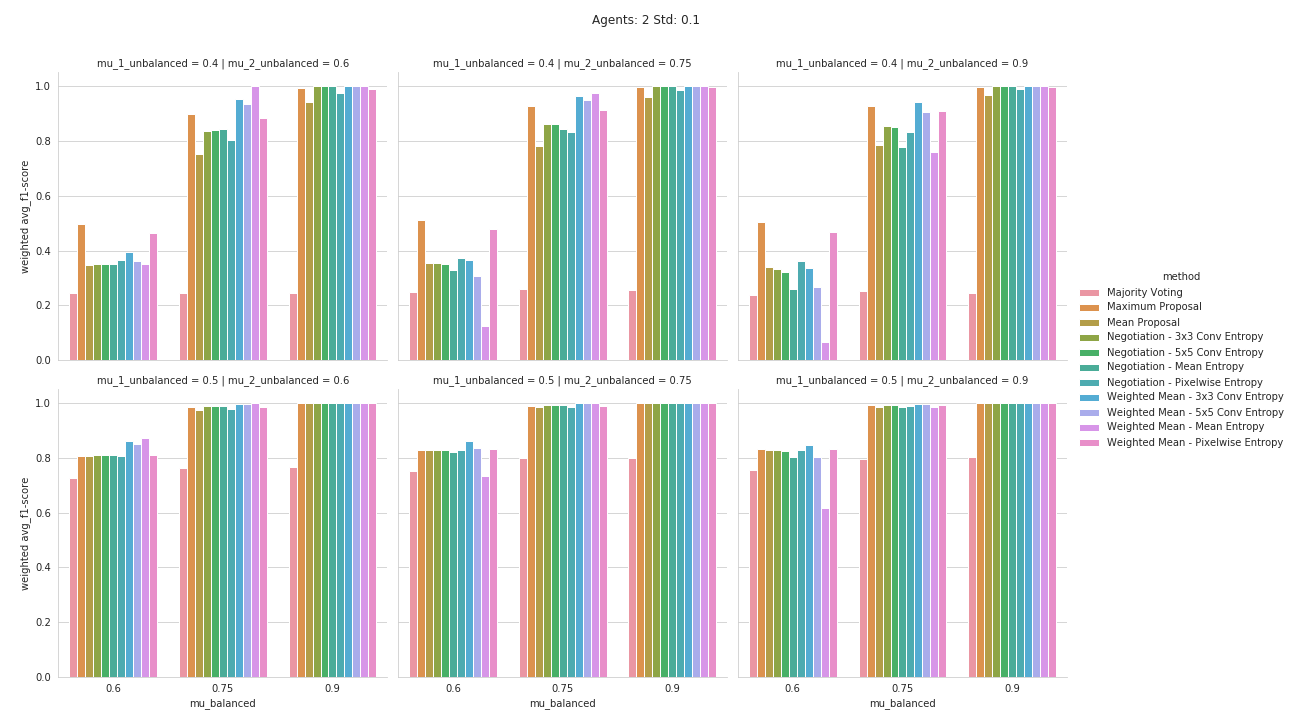 Agents: 2 Std: 0.1
mu_1_unbalanced = 0.4 | mu_2_unbalanced = 0.6
mu_1_unbalanced = 0.4 | mu_2_unbalanced = 0.75
mu_1_unbalanced = 0.4 | mu_2_unbalanced = 0.9
1.0
0.8
0.6
0.4
0.2
0.0
weighted avg_f1-score
mu_1_unbalanced = 0.5 | mu_2_unbalanced = 0.6
mu_1_unbalanced = 0.5 | mu_2_unbalanced = 0.75
mu_1_unbalanced = 0.5 | mu_2_unbalanced = 0.9
1.0
0.8
0.6
0.4
0.2
0.0
weighted avg_f1-score
0.6 0.75 0.9
mu_balanced
0.6 0.75 0.9
mu_balanced
0.6 0.75 0.9
mu_balanced
method
Majority Voting
Maximum Proposal
Mean Proposal
Negotiation - 3x3 Conv Entropy
Negotiation - 5x5 Conv Entropy
Negotiation - Mean Entropy
Negotiation - Pixelwise Entropy
Weighted Mean - 3x3 Conv Entropy
Weighted Mean - 5x5 Conv Entropy
Weighted Mean - Mean Entropy
Weighted Mean - Pixelwise Entropy